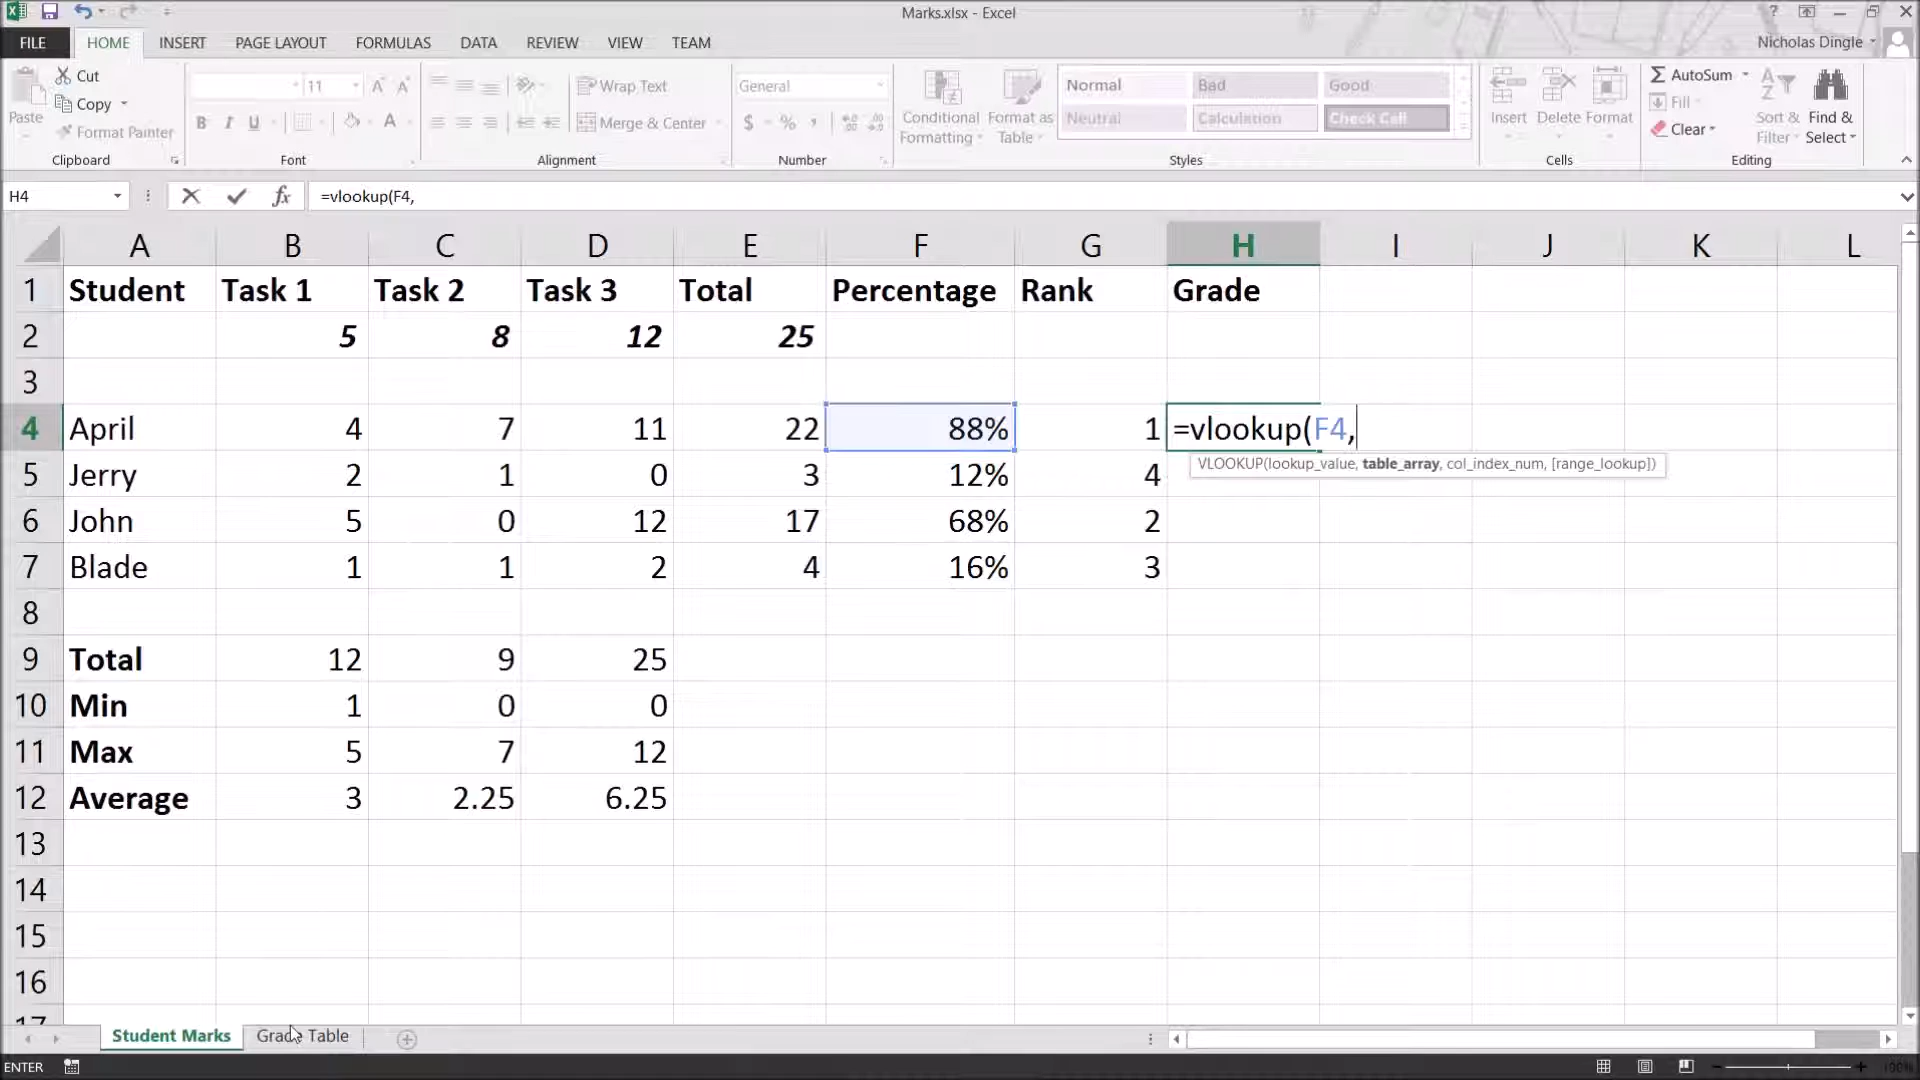 Marks.xlsx - Excel
FILE HOME INSERT PAGE LAYOUT FORMULAS DATA REVIEW VIEW TEAM Nicholas Dingle
Paste Cut Copy Format Painter
Clipboard
11 B I U
Font
Wrap Text Merge & Center
Alignment
General $ % ,
Number
Conditional Formatting Format as Table
Normal Bad Good
Neutral Calculation Check Cell
Styles
Insert Delete Format
Cells
AutoSum Fill Clear Sort & Filter Find & Select
Editing
H4 fx =vlookup(F4,
A B C D E F G H I J K L
1 Student Task 1 Task 2 Task 3 Total Percentage Rank Grade
2 5 8 12 25
3
4 April 4 7 11 22 88% 1 =vlookup(F4,
VLOOKUP(lookup_value, table_array, col_index_num, [range_lookup])
5 Jerry 2 1 0 3 12% 4
6 John 5 0 12 17 68% 2
7 Blade 1 1 2 4 16% 3
8
9 Total 12 9 25
10 Min 1 0 0
11 Max 5 7 12
12 Average 3 2.25 6.25
13
14
15
16
17
Student Marks Grade Table
ENTER